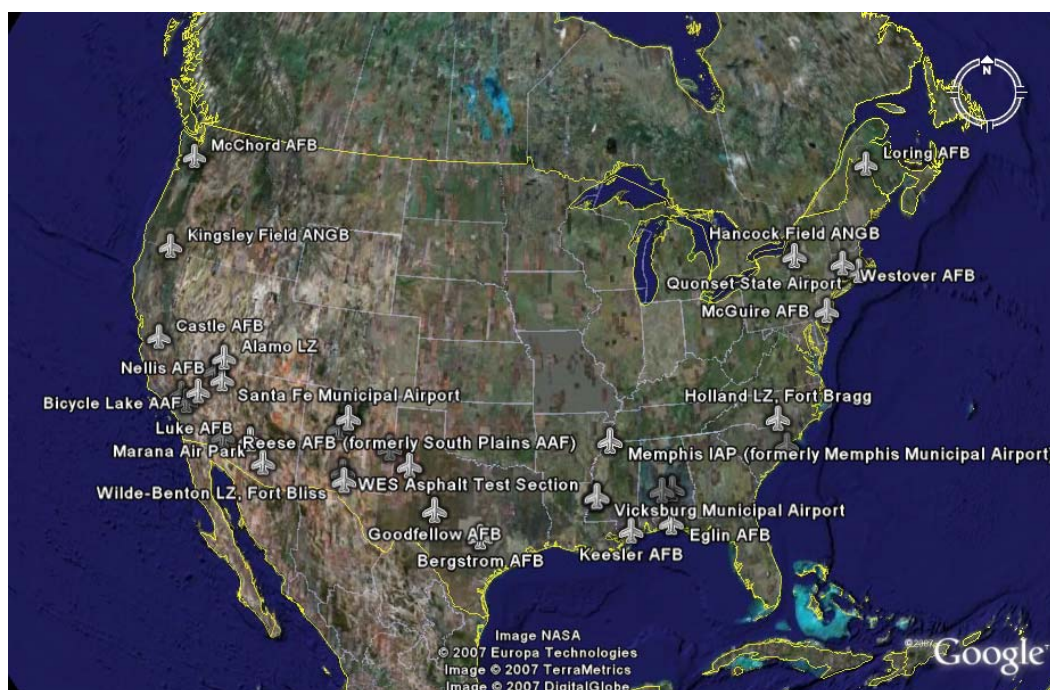 McChord AFB
Loring AFB
Kingsley Field ANGB
Hancock Field ANGB
Quonset State Airport
Westover AFB
McGuire AFB
Castle AFB
Alamo LZ
Nellis AFB
Bicycle Lake AAF
Santa Fe Municipal Airport
Holland LZ, Fort Bragg
Luke AFB
Marana Air Park
Reese AFB (formerly South Plains AAF)
Memphis IAP (formerly Memphis Municipal Airport)
Wilde-Benton LZ, Fort Bliss
WES Asphalt Test Section
Vicksburg Municipal Airport
Goodfellow AFB
Eglin AFB
Bergstrom AFB
Keesler AFB
N
Image NASA
© 2007 Europa Technologies
Image © 2007 TerraMetrics
Image © 2007 DigitalGlobe
©2007
Google